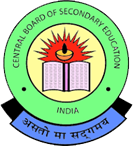 CENTRAL BOARD OF SECONDARY EDUCATION
INDIA
असतो मा सद्गमय